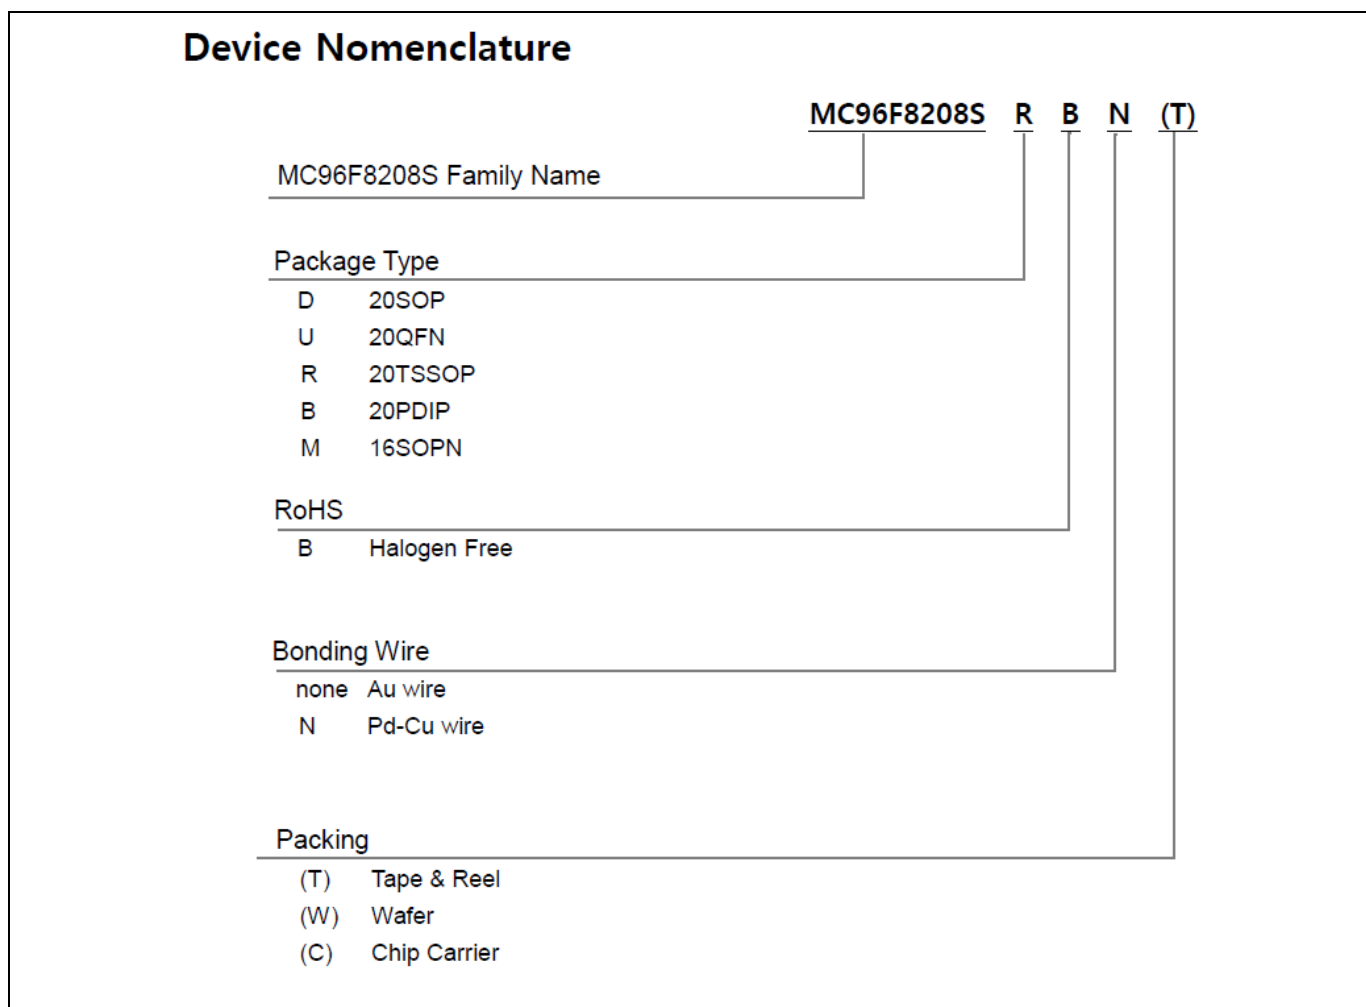 Device Nomenclature
MC96F8208S R B N (T)
MC96F8208S Family Name
Package Type
D 20SOP
U 20QFN
R 20TSSOP
B 20PDIP
M 16SOPN
RoHS
B Halogen Free
Bonding Wire
none Au wire
N Pd-Cu wire
Packing
(T) Tape & Reel
(W) Wafer
(C) Chip Carrier